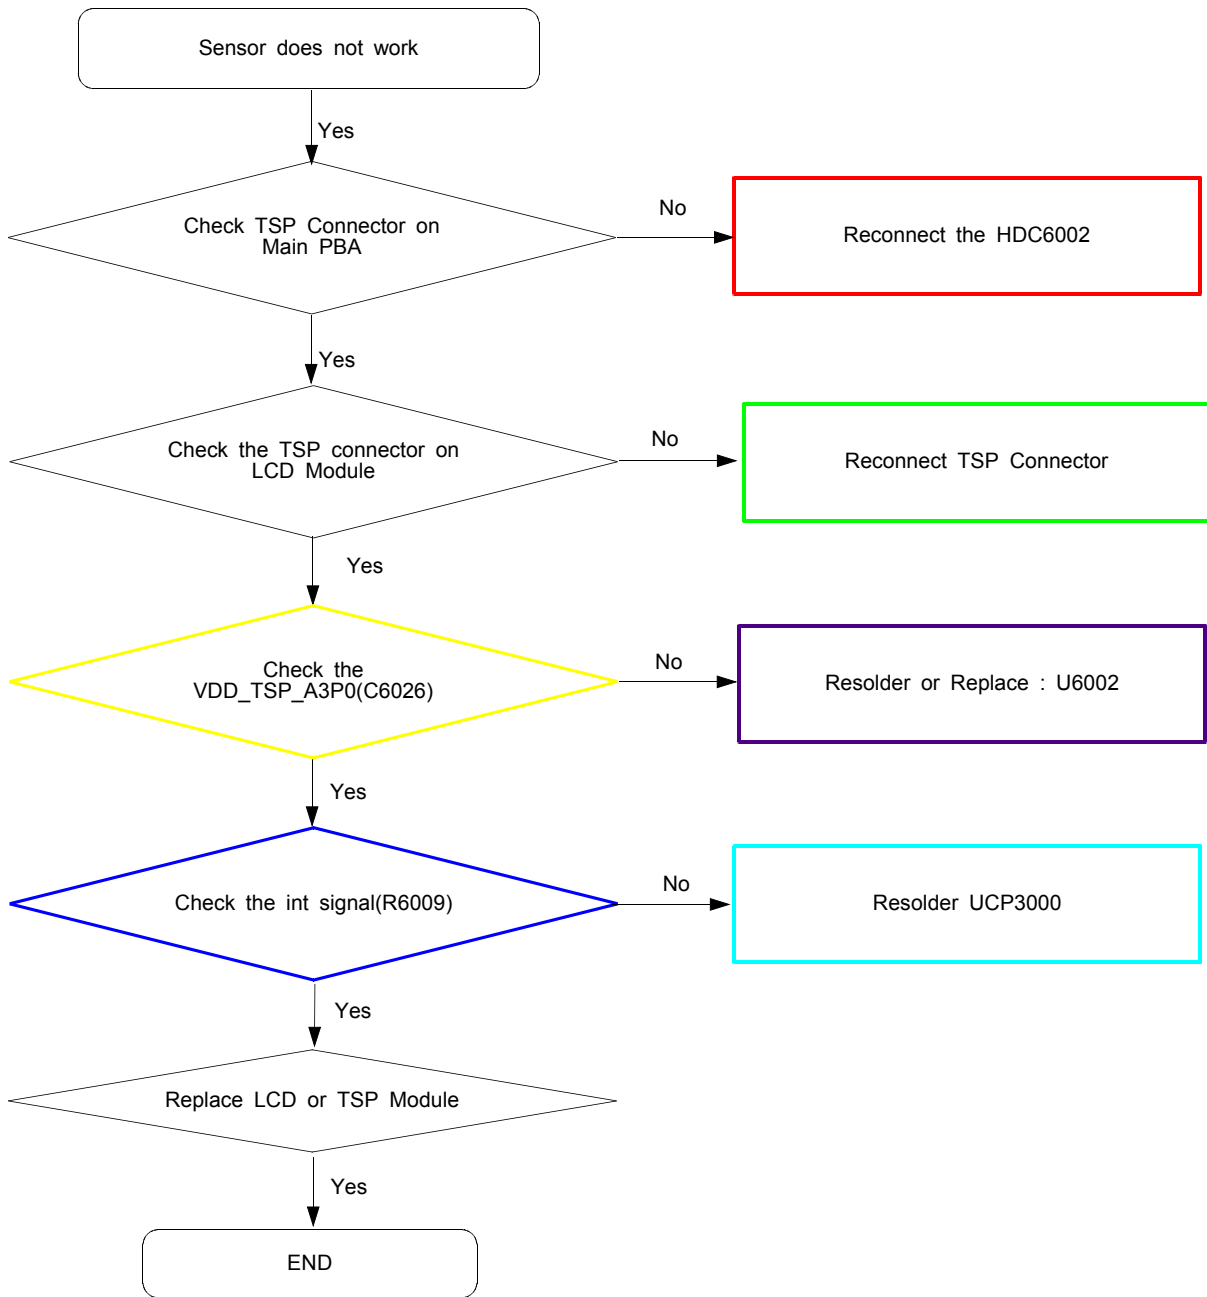 Sensor does not work
Yes
Check TSP Connector on
Main PBA
No
Reconnect the HDC6002
Yes
Check the TSP connector on
LCD Module
No
Reconnect TSP Connector
Yes
Check the
VDD_TSP_A3P0(C6026)
No
Resolder or Replace : U6002
Yes
Check the int signal(R6009)
No
Resolder UCP3000
Yes
Replace LCD or TSP Module
Yes
END